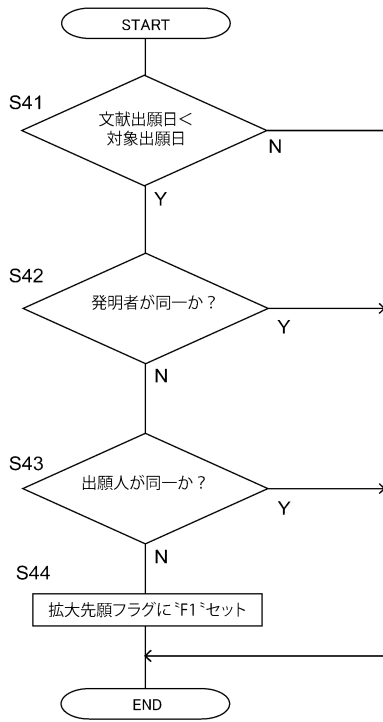 START
S41
文献出願日<
対象出願日
N
Y
S42
発明者が同一か？
Y
N
S43
出願人が同一か？
Y
N
S44
拡大先願フラグに〝F1〟セット
END